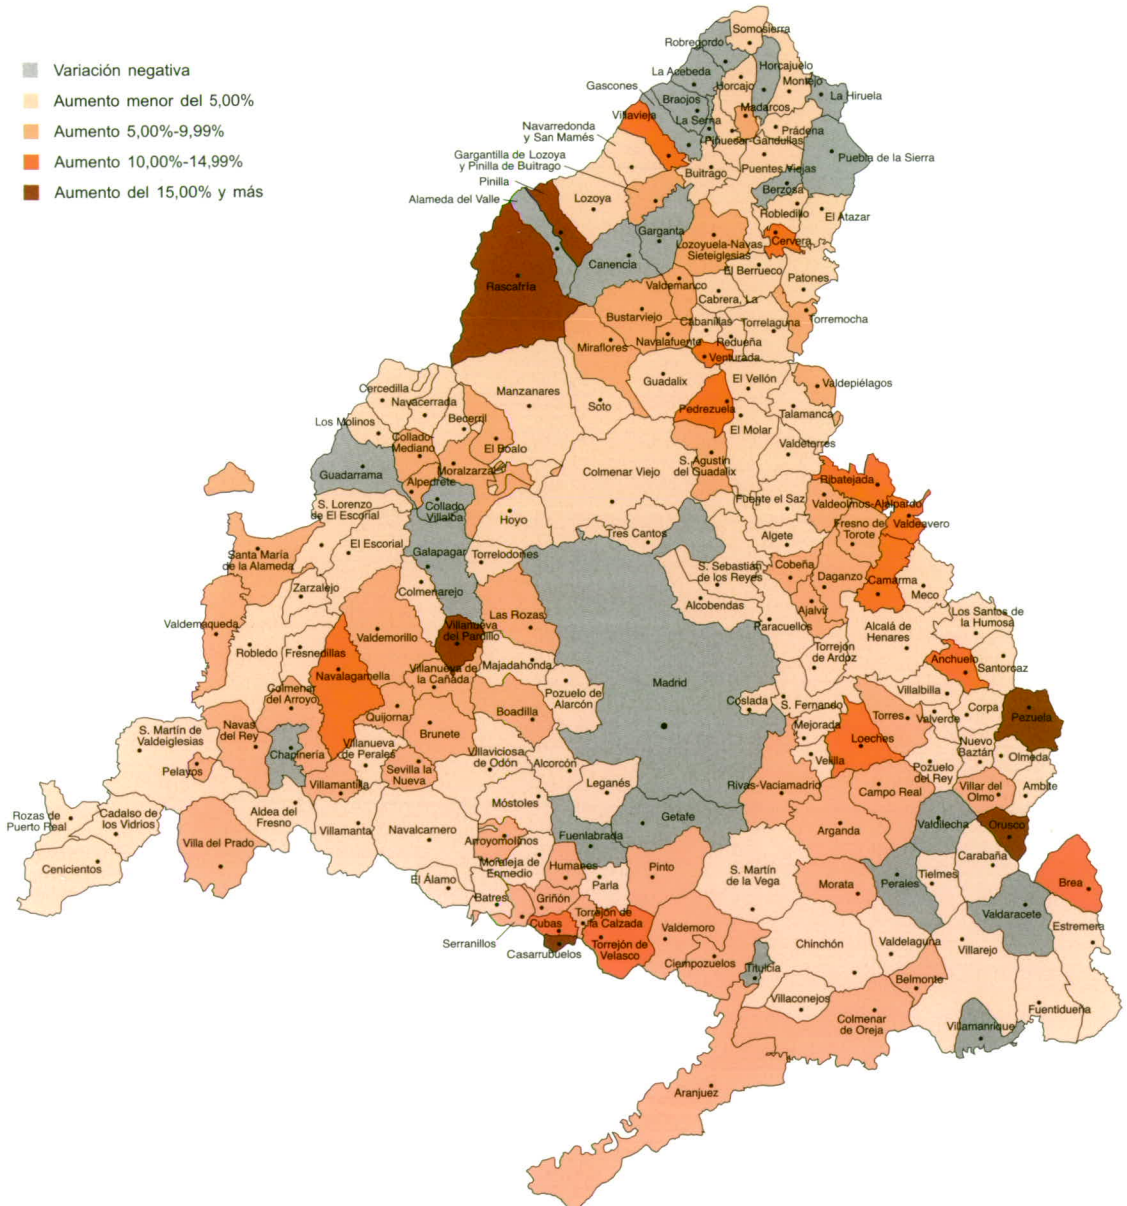 Variación negativa
Aumento menor del 5,00%
Aumento 5,00%-9,99%
Aumento 10,00%-14,99%
Aumento del 15,00% y más
Somosierra
Robregordo
Horcajuelo
La Acebeda
Horcajo
Montejo
Gascones
Braojos
La Hiruela
Madarcos
Villavieja
La Serna
Prádena
Navarredonda
y San Mamés
Piñuecar-Gandullas
Puebla de la Sierra
Gargantilla de Lozoya
y Pinilla de Buitrago
Buitrago
Puentes Viejas
Pinilla
Berzosa
Alameda del Valle
Lozoya
Robledillo
El Atazar
Garganta
Cervera
Lozoyuela-Navas
Sieteiglesias
Canencia
El Berrueco
Rascafría
Valdemanco
Patones
Cabrera, La
Bustarviejo
Cabanillas
Torrelaguna
Torremocha
Miraflores
Navalafuente
Redueña
Venturada
Guadalix
El Vellón
Valdepiélagos
Cercedilla
Manzanares
Navacerrada
Soto
Pedrezuela
Talamanca
Los Molinos
Becerril
El Molar
Collado-
Mediano
El Boalo
Valdetorres
Guadarrama
Moralzarzal
Colmenar Viejo
S. Agustín
del Guadalix
Alpedrete
Ribatejada
S. Lorenzo
de El Escorial
Collado
Villalba
Hoyo
Fuente el Saz
Valdeolmos-Alalpardo
Valdeavero
Tres Cantos
Algete
Fresno de
Torote
El Escorial
Galapagar
Torrelodones
Santa María
de la Alameda
S. Sebastián
de los Reyes
Cobeña
Daganzo
Camarma
Zarzalejo
Colmenarejo
Meco
Alcobendas
Ajalvir
Las Rozas
Los Santos de
la Humosa
Valdemaqueda
Valdemorillo
Villanueva
del Pardillo
Paracuellos
Alcalá de
Henares
Robledo
Fresnedillas
Majadahonda
Torrejón
de Ardoz
Anchuelo
Santorcaz
Navalagamella
Villanueva de
la Cañada
Madrid
Colmenar
del Arroyo
Pozuelo de
Alarcón
Villalbilla
Coslada
S. Fernando
Corpa
Pezuela
Quijorna
Boadilla
Torres
Valverde
Navas
del Rey
Brunete
Mejorada
S. Martín de
Valdeiglesias
Loeches
Chapinería
Villanueva
de Perales
Villaviciosa
de Odón
Nuevo
Baztán
Velilla
Olmeda
Pelayos
Sevilla la
Nueva
Alcorcón
Pozuelo
del Rey
Villamantilla
Leganés
Rivas-Vaciamadrid
Campo Real
Villar del
Olmo
Ambite
Rozas de
Puerto Real
Cadalso de
los Vidrios
Aldea del
Fresno
Móstoles
Villamanta
Navalcarnero
Getafe
Arganda
Valdilecha
Orusco
Fuenlabrada
Arroyomolinos
Villa del Prado
Carabaña
Cenicientos
Moraleja de
Enmedio
Humanes
Pinto
S. Martín
de la Vega
Perales
Tielmes
El Álamo
Parla
Morata
Brea
Batres
Griñón
Valdaracete
Torrejón de
la Calzada
Cubas
Estremera
Serranillos
Valdemoro
Casarrubuelos
Torrejón de
Velasco
Chinchón
Valdelaguna
Villarejo
Ciempozuelos
Titulcia
Belmonte
Villaconejos
Fuentidueña
Colmenar
de Oreja
Villamanrique
Aranjuez